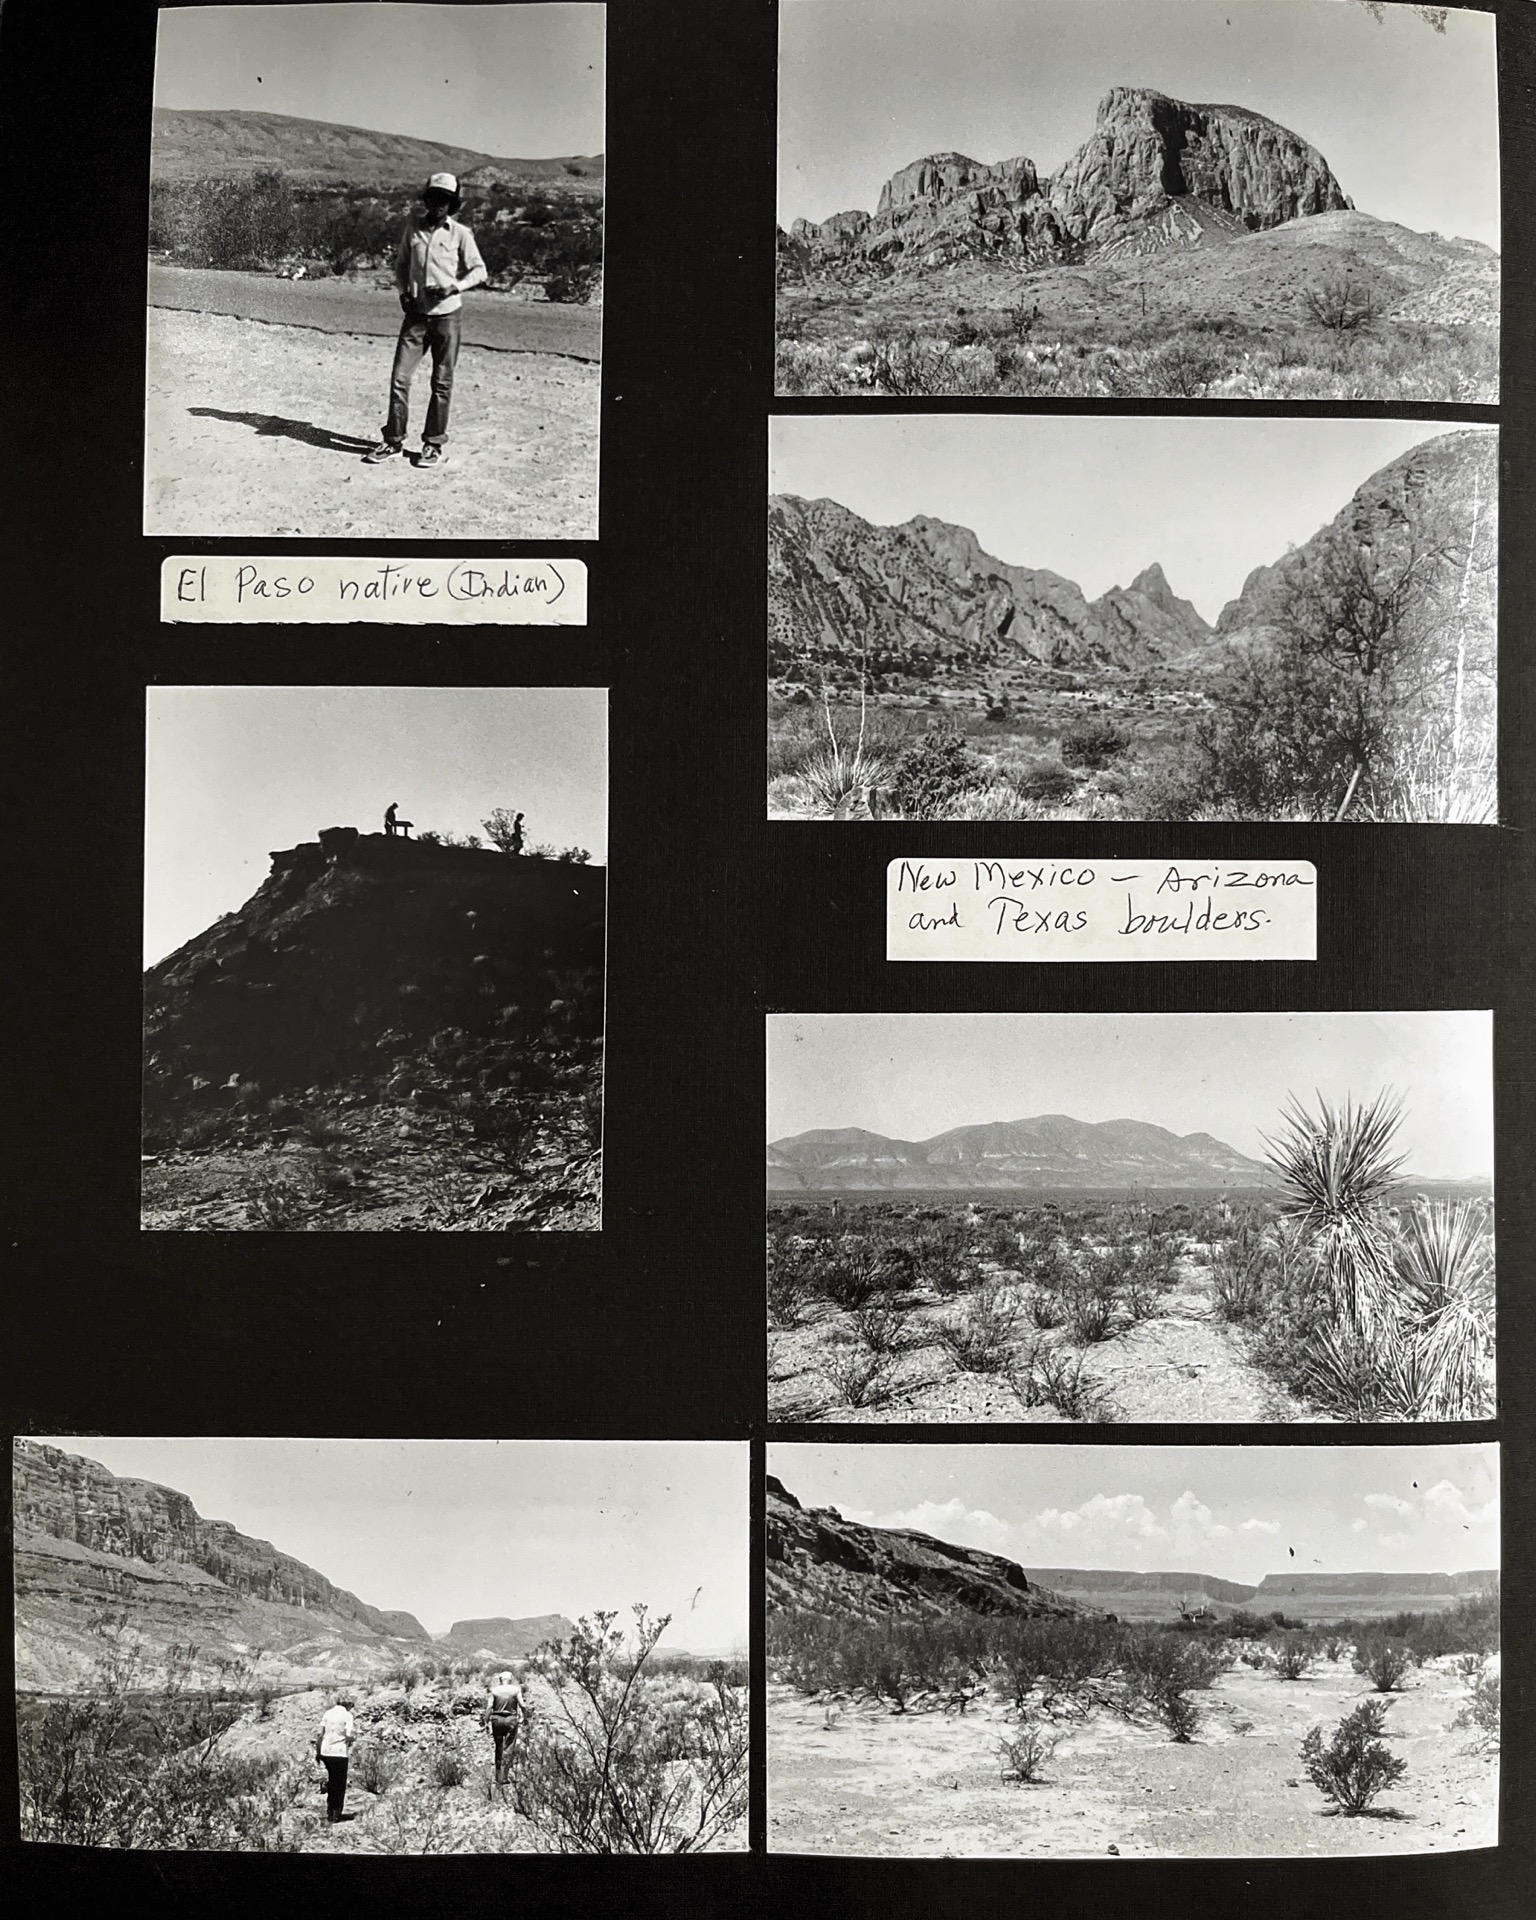 El Paso native (Indian)
New Mexico – Arizona
and Texas boulders.